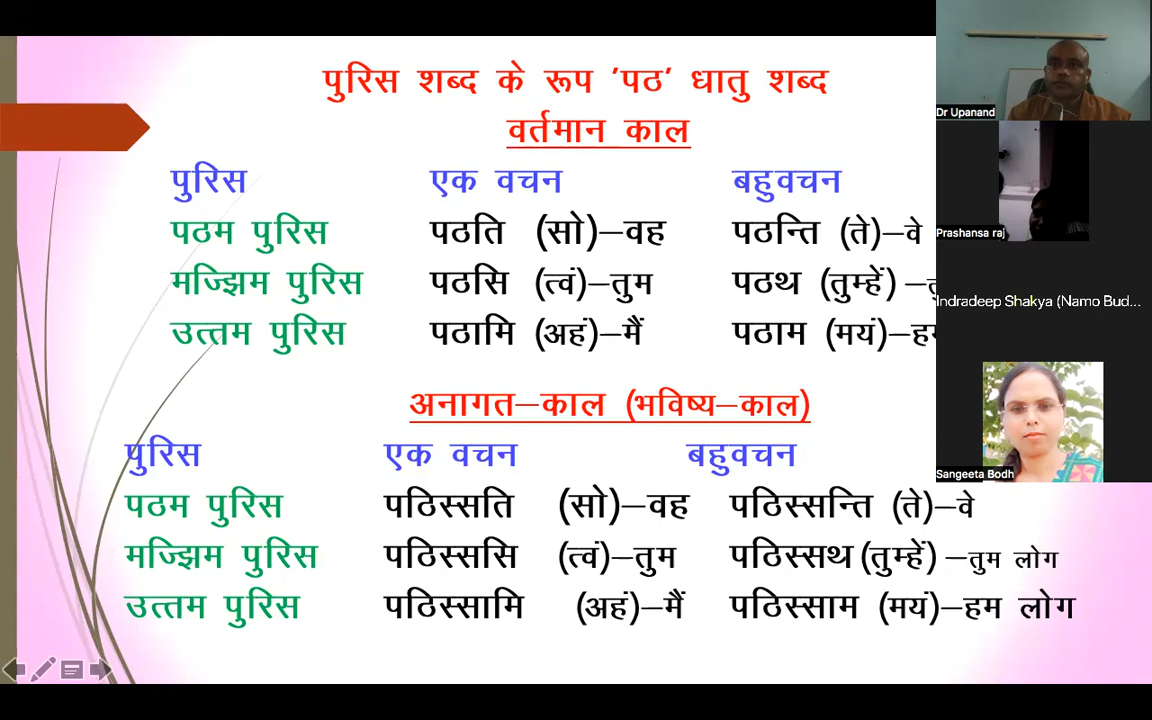 पुरिस शब्द के रूप 'पठ' धातु शब्द
वर्तमान काल
पुरिस एक वचन बहुवचन
पठम पुरिस पठति (सो)–वह पठन्ति (ते)–वे
मज्झिम पुरिस पठसि (त्वं)–तुम पठथ (तुम्हें) –
उत्तम पुरिस पठामि (अहं)–मैं पठाम (मयं)–
अनागत–काल (भविष्य–काल)
पुरिस एक वचन बहुवचन
पठम पुरिस पठिस्सति (सो)–वह पठिस्सन्ति (ते)–वे
मज्झिम पुरिस पठिस्ससि (त्वं)–तुम पठिस्सथ (तुम्हें) –तुम लोग
उत्तम पुरिस पठिस्सामि (अहं)–मैं पठिस्साम (मयं)–हम लोग
Dr Upanand
Prashansa raj
Indradeep Shakya (Namo Bud...
Sangeeta Bodh